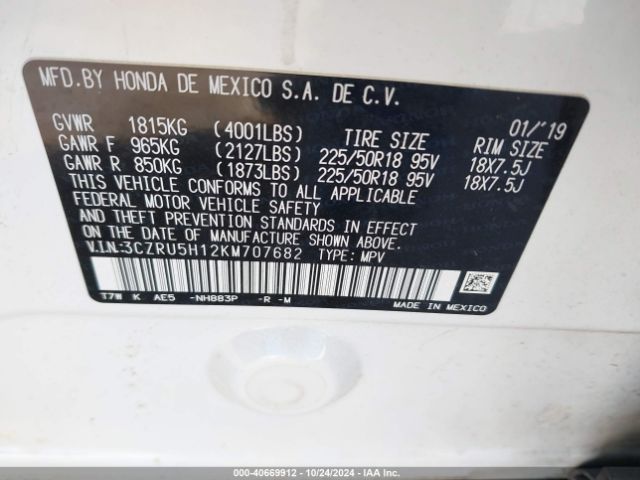 MFD.BY HONDA DE MEXICO S.A. DE C.V.
01/'19
GVWR 1815KG (4001LBS) TIRE SIZE RIM SIZE
GAWR F 965KG (2127LBS) 225/50R18 95V 18X7.5J
GAWR R 850KG (1873LBS) 225/50R18 95V 18X7.5J
THIS VEHICLE CONFORMS TO ALL APPLICABLE
FEDERAL MOTOR VEHICLE SAFETY
AND THEFT PREVENTION STANDARDS IN EFFECT
ON THE DATE OF MANUFACTURE SHOWN ABOVE.
V.I.N.:3CZRU5H12KM707682 TYPE: MPV
T7W K AE5 -NH883P -R -M
MADE IN MEXICO
000-40669912 - 10/24/2024 - IAAI.COM